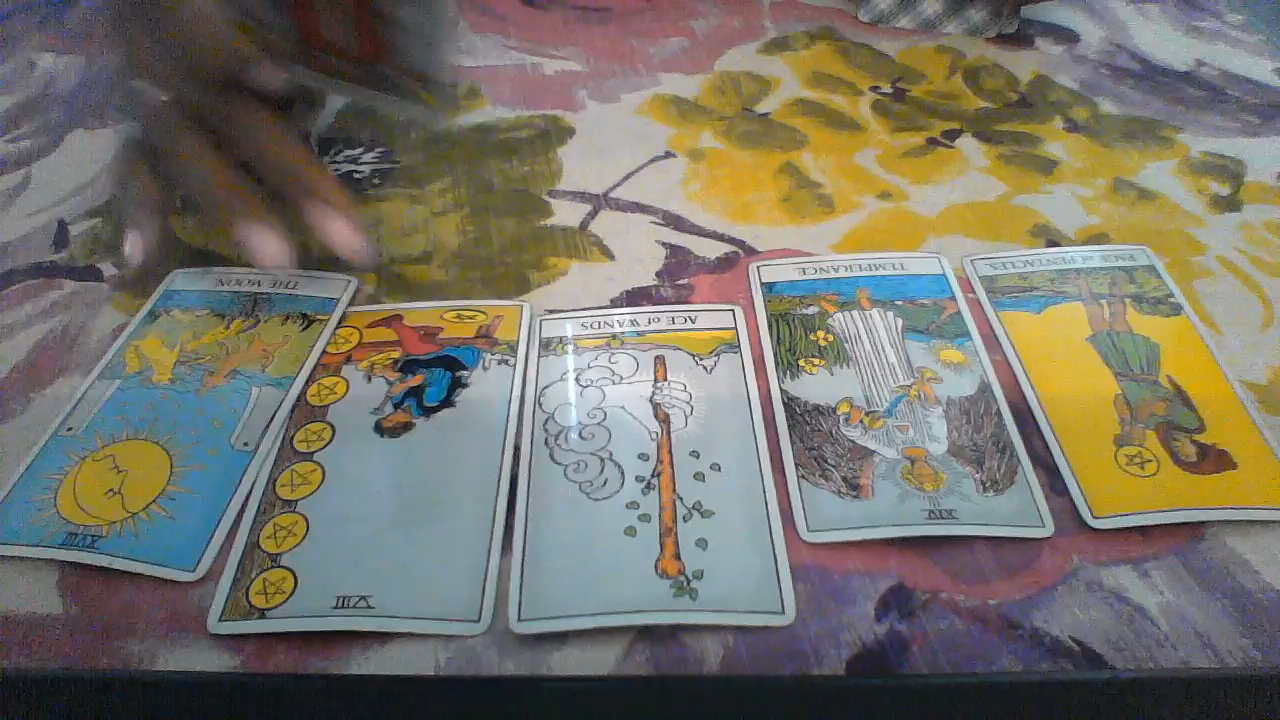 THE MOON
XVIII
VIII
ACE of WANDS
TEMPERANCE.
XIV
PAGE of PENTACLES.